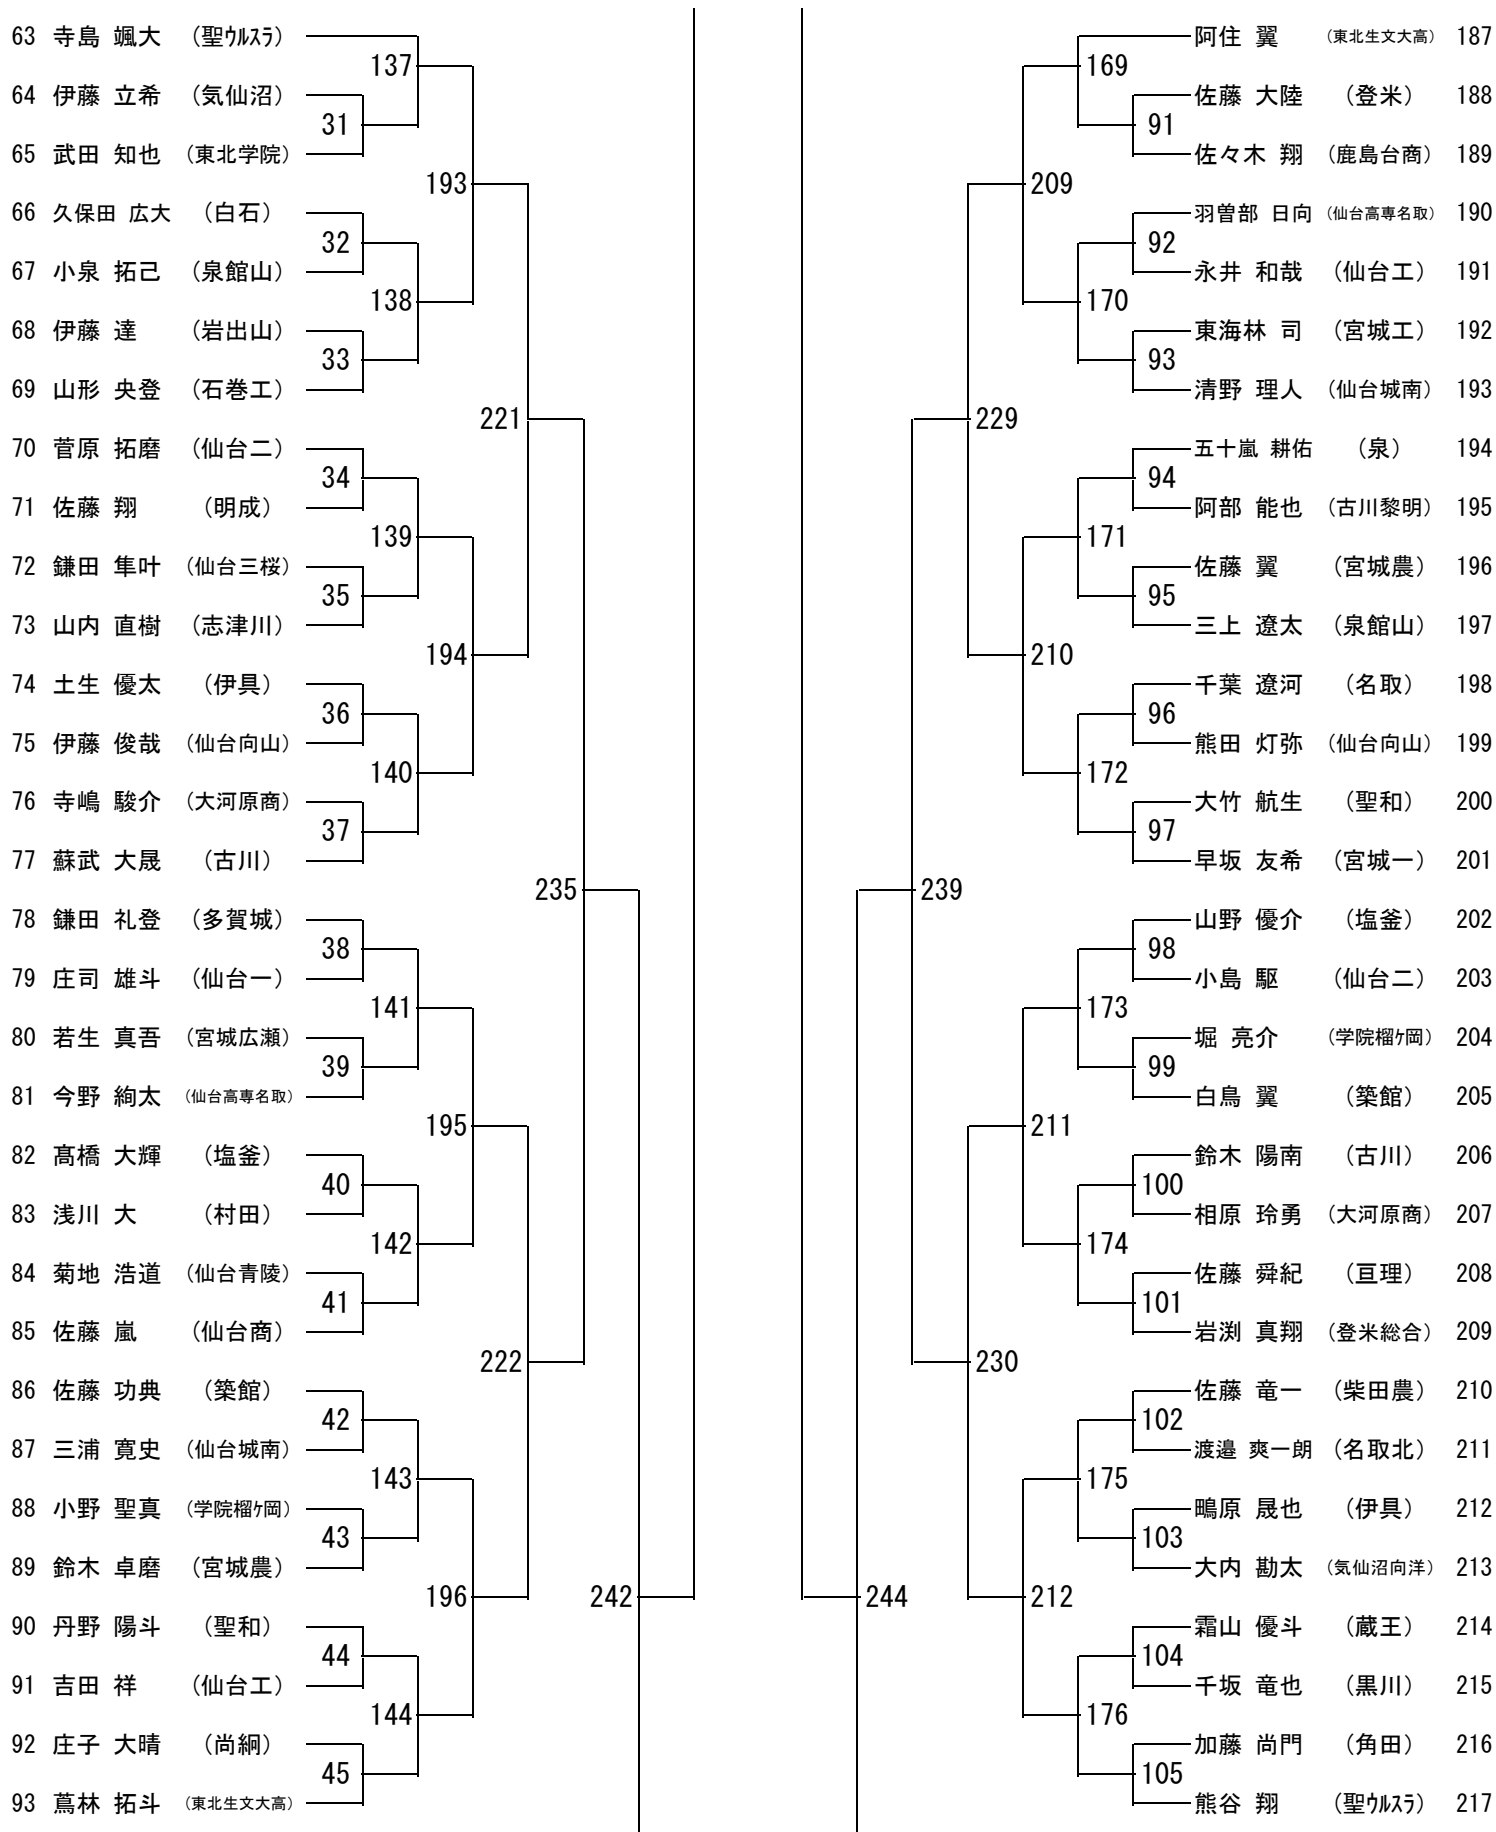 63 寺島 颯大 （聖ｳﾙｽﾗ）
137
64 伊藤 立希 （気仙沼）
31
65 武田 知也 （東北学院）
193
66 久保田 広大 （白石）
32
67 小泉 拓己 （泉館山）
138
68 伊藤 達 （岩出山）
33
69 山形 央登 （石巻工）
221
70 菅原 拓磨 （仙台二）
34
71 佐藤 翔 （明成）
139
72 鎌田 隼叶 （仙台三桜）
35
73 山内 直樹 （志津川）
194
74 土生 優太 （伊具）
36
75 伊藤 俊哉 （仙台向山）
140
76 寺嶋 駿介 （大河原商）
37
77 蘇武 大晟 （古川）
235
78 鎌田 礼登 （多賀城）
38
79 庄司 雄斗 （仙台一）
141
80 若生 真吾 （宮城広瀬）
39
81 今野 絢太 （仙台高専名取）
195
82 髙橋 大輝 （塩釜）
40
83 浅川 大 （村田）
142
84 菊地 浩道 （仙台青陵）
41
85 佐藤 嵐 （仙台商）
222
86 佐藤 功典 （築館）
42
87 三浦 寛史 （仙台城南）
143
88 小野 聖真 （学院榴ｹ岡）
43
89 鈴木 卓磨 （宮城農）
196
242
90 丹野 陽斗 （聖和）
44
91 吉田 祥 （仙台工）
144
92 庄子 大晴 （尚絅）
45
93 蔦林 拓斗 （東北生文大高）
阿住 翼 （東北生文大高） 187
169
佐藤 大陸 （登米） 188
91
佐々木 翔 （鹿島台商） 189
209
羽曽部 日向 （仙台高専名取） 190
92
永井 和哉 （仙台工） 191
170
東海林 司 （宮城工） 192
93
清野 理人 （仙台城南） 193
229
五十嵐 耕佑 （泉） 194
94
阿部 能也 （古川黎明） 195
171
佐藤 翼 （宮城農） 196
95
三上 遼太 （泉館山） 197
210
千葉 遼河 （名取） 198
96
熊田 灯弥 （仙台向山） 199
172
大竹 航生 （聖和） 200
97
早坂 友希 （宮城一） 201
239
山野 優介 （塩釜） 202
98
小島 駆 （仙台二） 203
173
堀 亮介 （学院榴ｹ岡） 204
99
白鳥 翼 （築館） 205
211
鈴木 陽南 （古川） 206
100
相原 玲勇 （大河原商） 207
174
佐藤 舜紀 （亘理） 208
101
岩渕 真翔 （登米総合） 209
230
佐藤 竜一 （柴田農） 210
102
渡邉 爽一朗 （名取北） 211
175
鴫原 晟也 （伊具） 212
103
大内 勘太 （気仙沼向洋） 213
244
212
霜山 優斗 （蔵王） 214
104
千坂 竜也 （黒川） 215
176
加藤 尚門 （角田） 216
105
熊谷 翔 （聖ｳﾙｽﾗ） 217